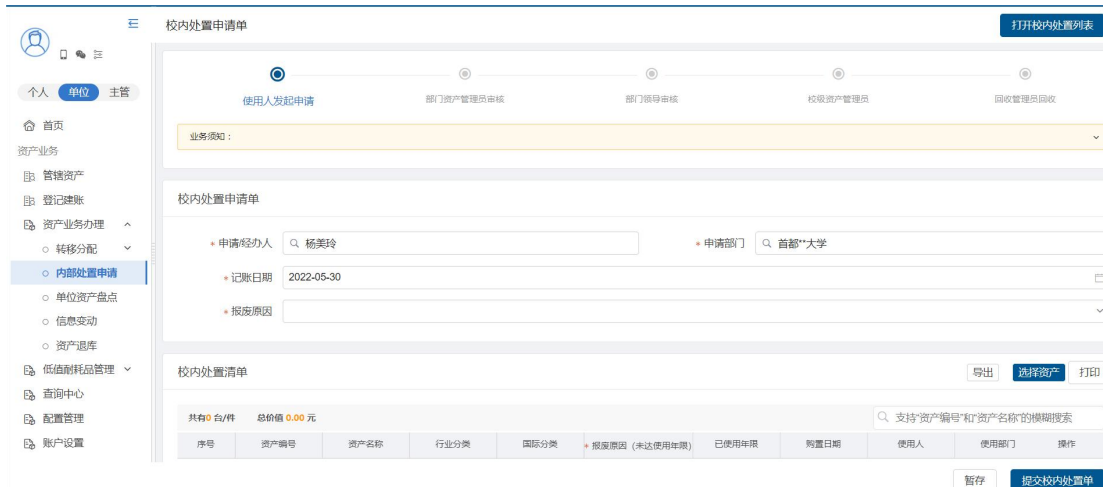 校内处置申请单
打开校内处置列表
个人 单位 主管
使用人发起申请 部门资产管理员审核 部门领导审核 校级资产管理员 回收管理员回收
首页
业务须知：
资产业务
管辖资产
登记建账
资产业务办理
转移分配
内部处置申请
单位资产盘点
信息变动
资产退库
低值耐耗品管理
查询中心
配置管理
账户设置
校内处置申请单
* 申请/经办人 杨美玲 * 申请部门 首都**大学
* 记账日期 2022-05-30
* 报废原因
校内处置清单 导出 选择资产 打印
共有0 台/件 总价值 0.00 元 支持"资产编号"和"资产名称"的模糊搜索
序号 资产编号 资产名称 行业分类 国际分类 * 报废原因（未达使用年限） 已使用年限 购置日期 使用人 使用部门 操作
暂存 提交校内处置单